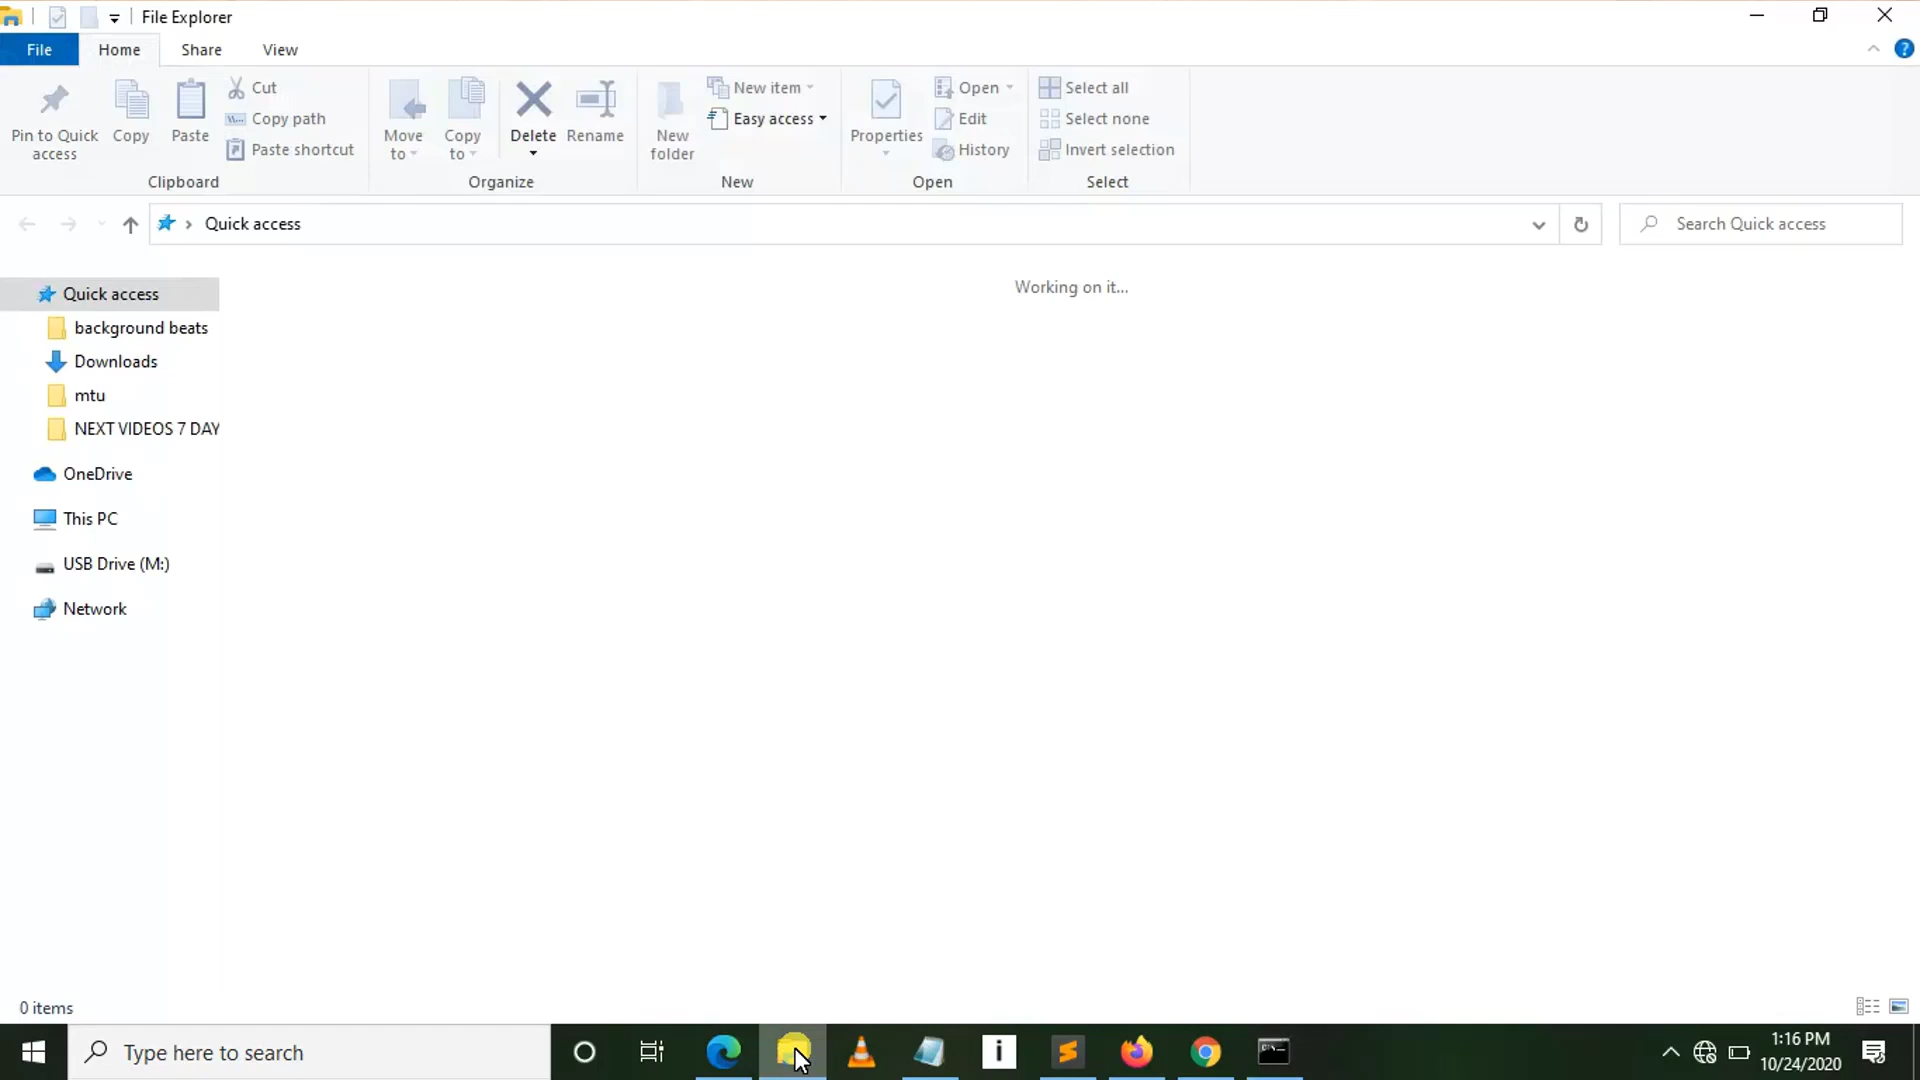 File Explorer
File Home Share View
Pin to Quick access
Copy
Paste
Cut
Copy path
Paste shortcut
Clipboard
Move to
Copy to
Delete
Rename
Organize
New folder
New item
Easy access
New
Properties
Open
Edit
History
Open
Select all
Select none
Invert selection
Select
Quick access
Search Quick access
Working on it...
Quick access
background beats
Downloads
mtu
NEXT VIDEOS 7 DAY
OneDrive
This PC
USB Drive (M:)
Network
0 items
Type here to search
1:16 PM
10/24/2020